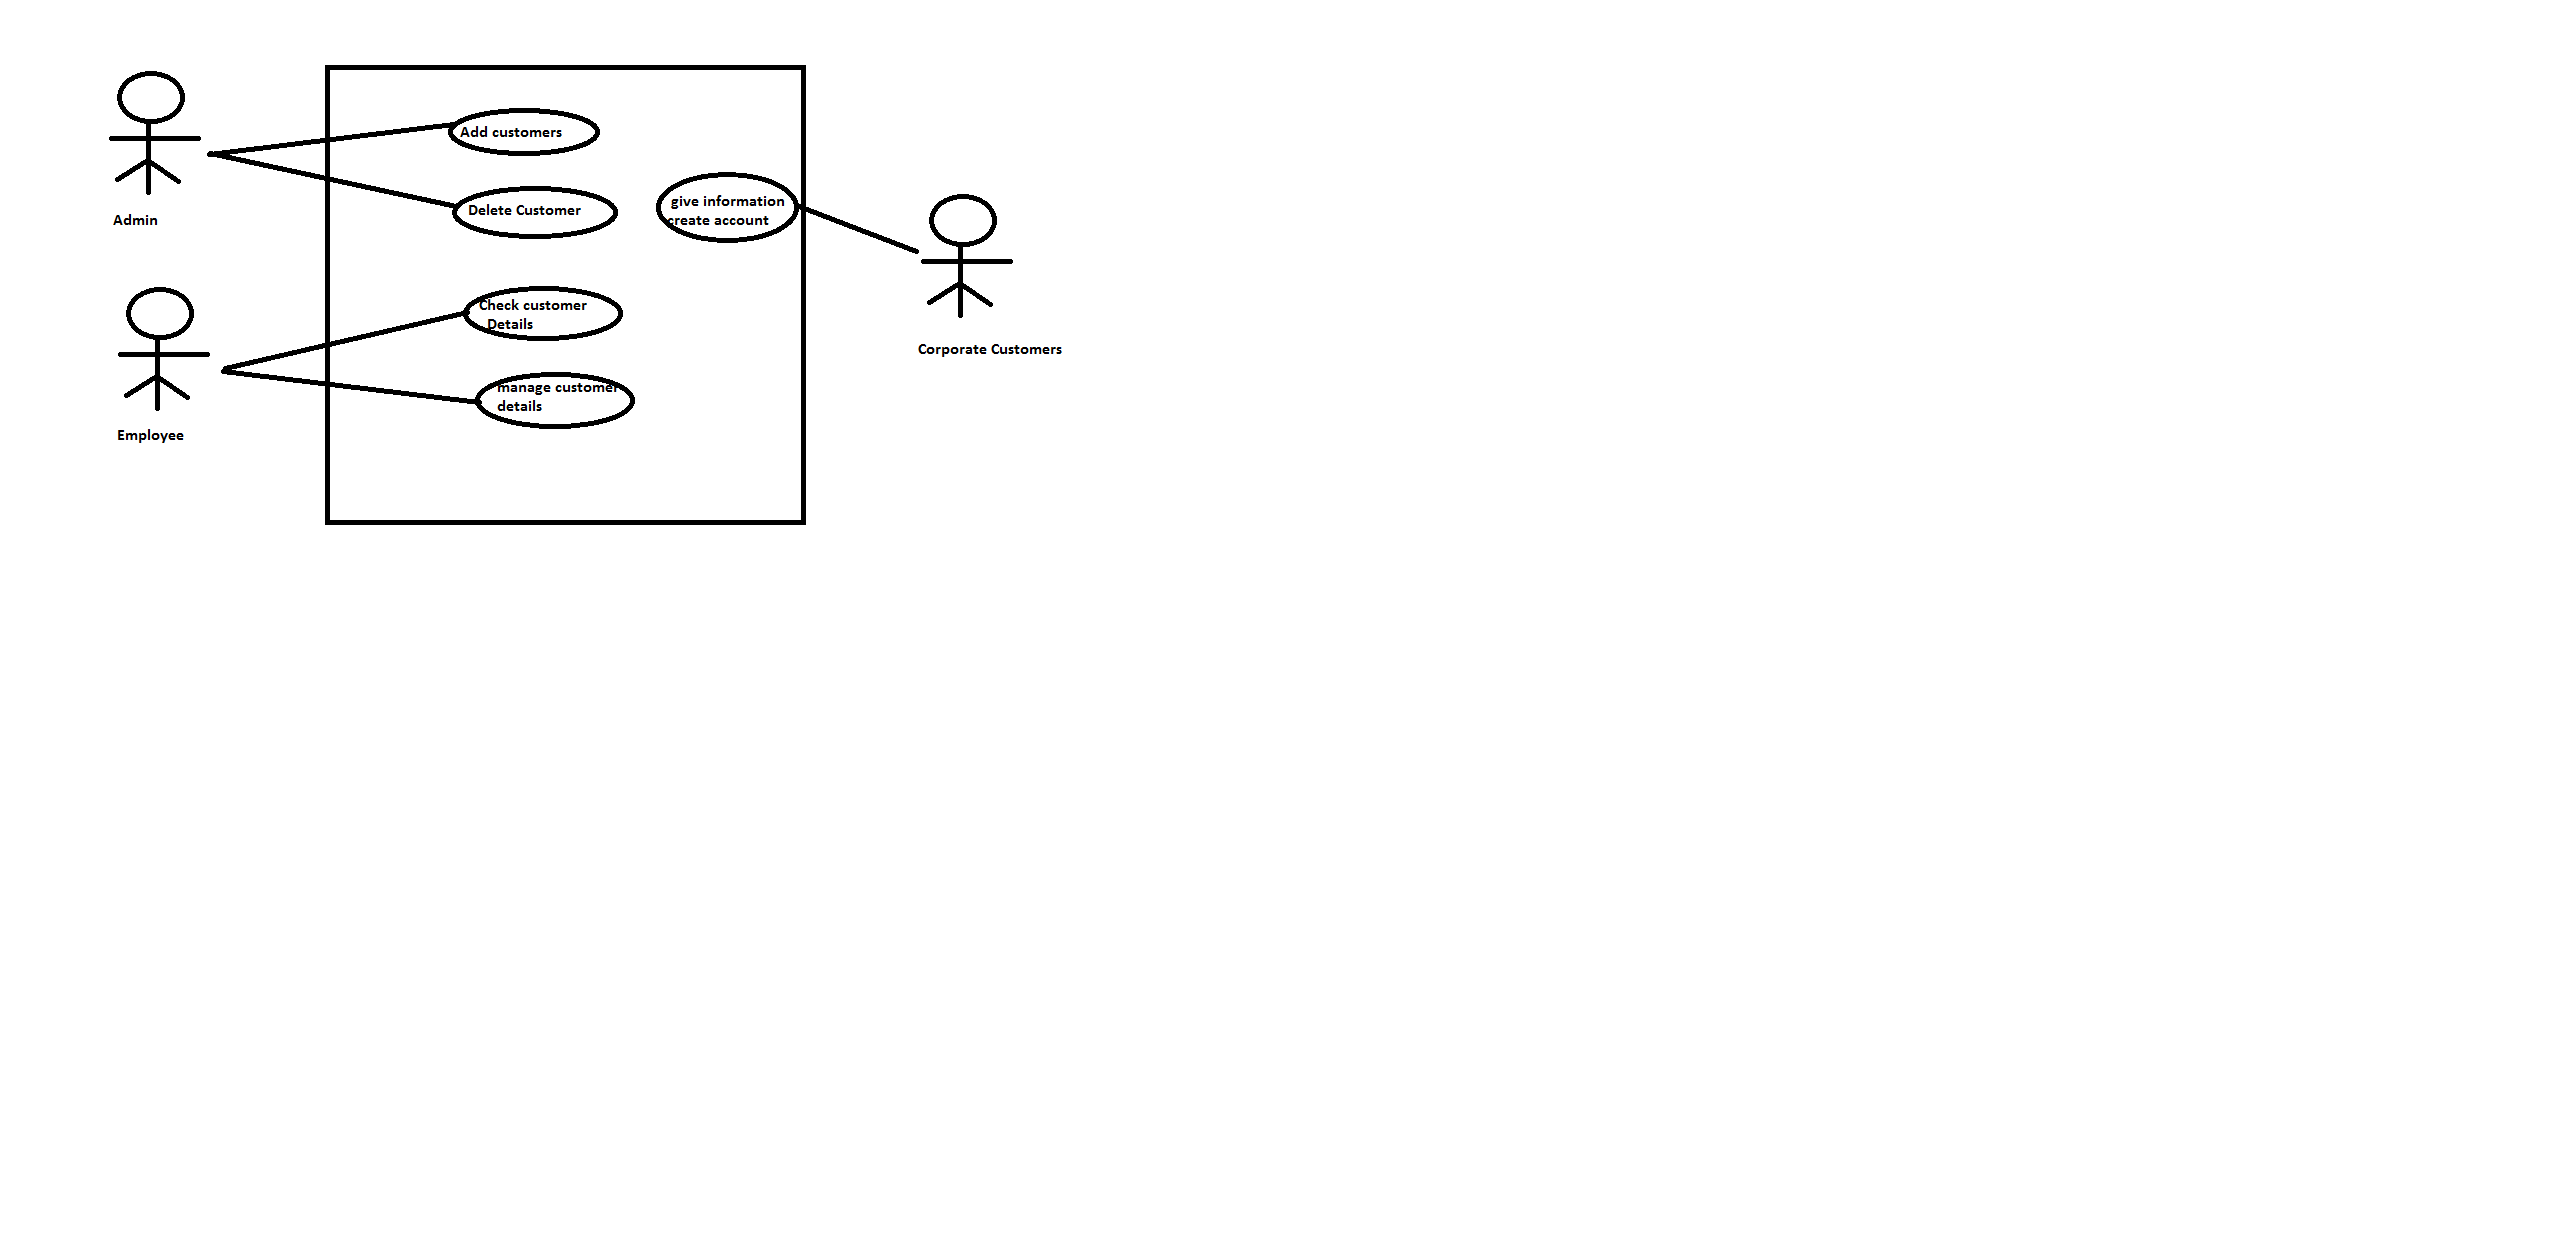 Add customers
Delete Customer
give information
create account
Admin
Check customer
Details
Corporate Customers
manage customer
details
Employee